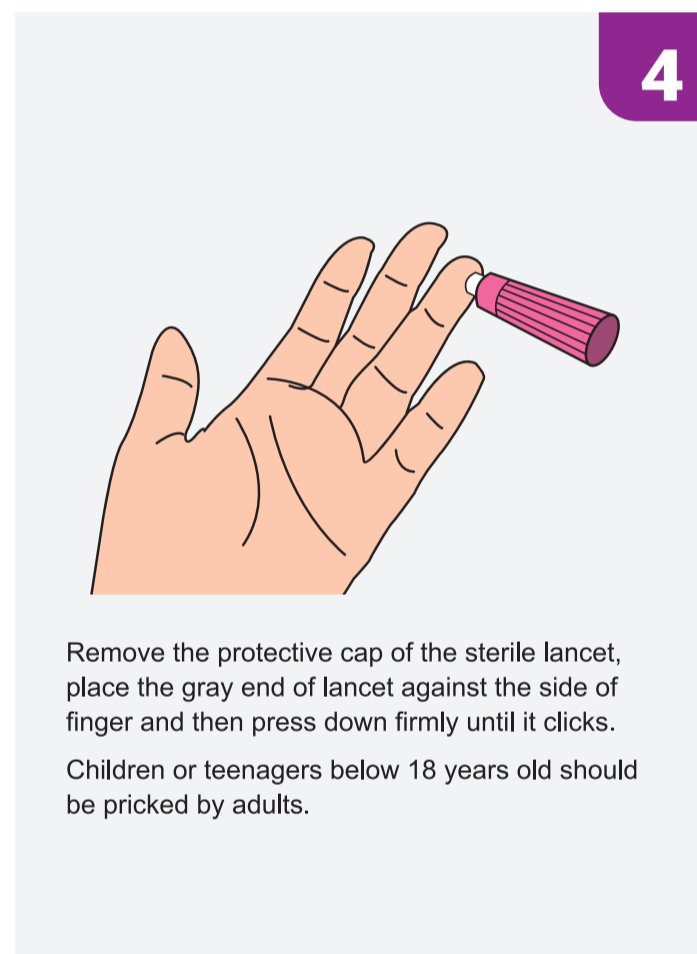 4
Remove the protective cap of the sterile lancet,
place the gray end of lancet against the side of
finger and then press down firmly until it clicks.
Children or teenagers below 18 years old should
be pricked by adults.